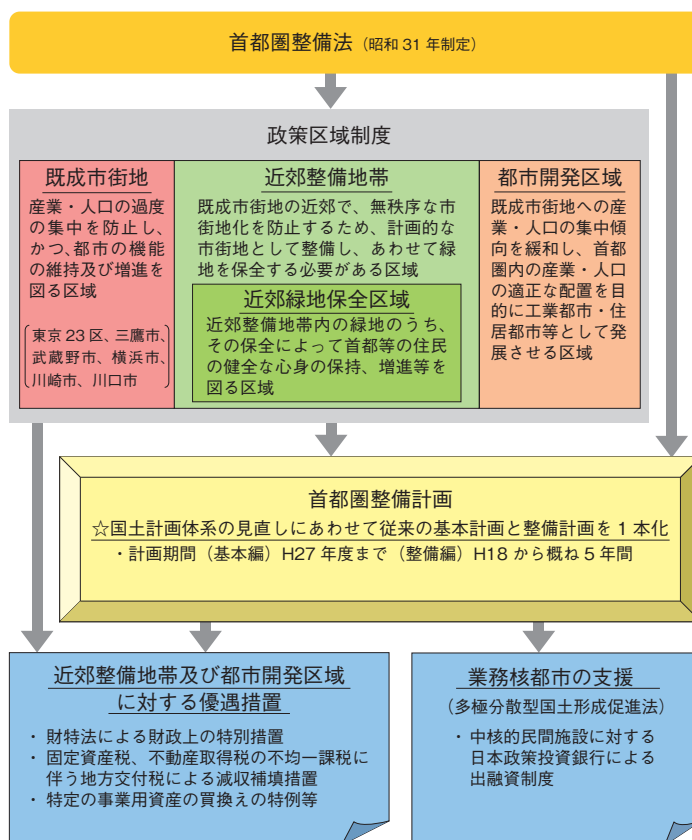 首都圏整備法（昭和 31 年制定）
政策区域制度
既成市街地
産業・人口の過度
の集中を防止し、
かつ、都市の機能
の維持及び増進を
図る区域
東京 23 区、三鷹市、
武蔵野市、横浜市、
川崎市、川口市
近郊整備地帯
既成市街地の近郊で、無秩序な市
街地化を防止するため、計画的な
市街地として整備し、あわせて緑
地を保全する必要がある区域
近郊緑地保全区域
近郊整備地帯内の緑地のうち、
その保全によって首都等の住民
の健全な心身の保持、増進等を
図る区域
都市開発区域
既成市街地への産
業・人口の集中傾
向を緩和し、首都
圏内の産業・人口
の適正な配置を目
的に工業都市・住
居都市等として発
展させる区域
首都圏整備計画
☆国土計画体系の見直しにあわせて従来の基本計画と整備計画を 1 本化
・計画期間（基本編）H27 年度まで（整備編）H18 から概ね 5 年間
近郊整備地帯及び都市開発区域
に対する優遇措置
・ 財特法による財政上の特別措置
・ 固定資産税、不動産取得税の不均一課税に
伴う地方交付税による減収補填措置
・ 特定の事業用資産の買換えの特例等
業務核都市の支援
（多極分散型国土形成促進法）
・ 中核的民間施設に対する
日本政策投資銀行による
出融資制度